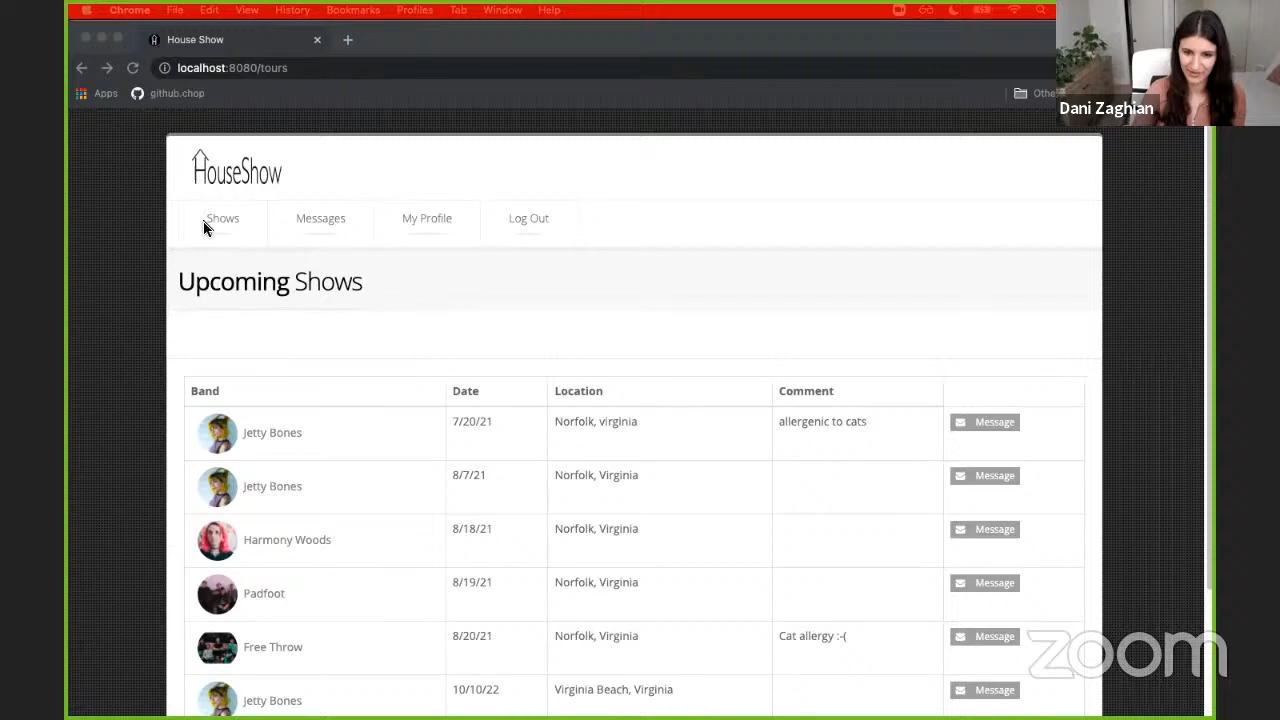 Chrome File Edit View History Bookmarks Profiles Tab Window Help
House Show
localhost:8080/tours
Apps github.chop
Othe
Dani Zaghian
HouseShow
Shows Messages My Profile Log Out
Upcoming Shows
Band Date Location Comment
Jetty Bones 7/20/21 Norfolk, virginia allergenic to cats Message
Jetty Bones 8/7/21 Norfolk, Virginia Message
Harmony Woods 8/18/21 Norfolk, Virginia Message
Padfoot 8/19/21 Norfolk, Virginia Message
Free Throw 8/20/21 Norfolk, Virginia Cat allergy :-( Message
Jetty Bones 10/10/22 Virginia Beach, Virginia Message
zoom